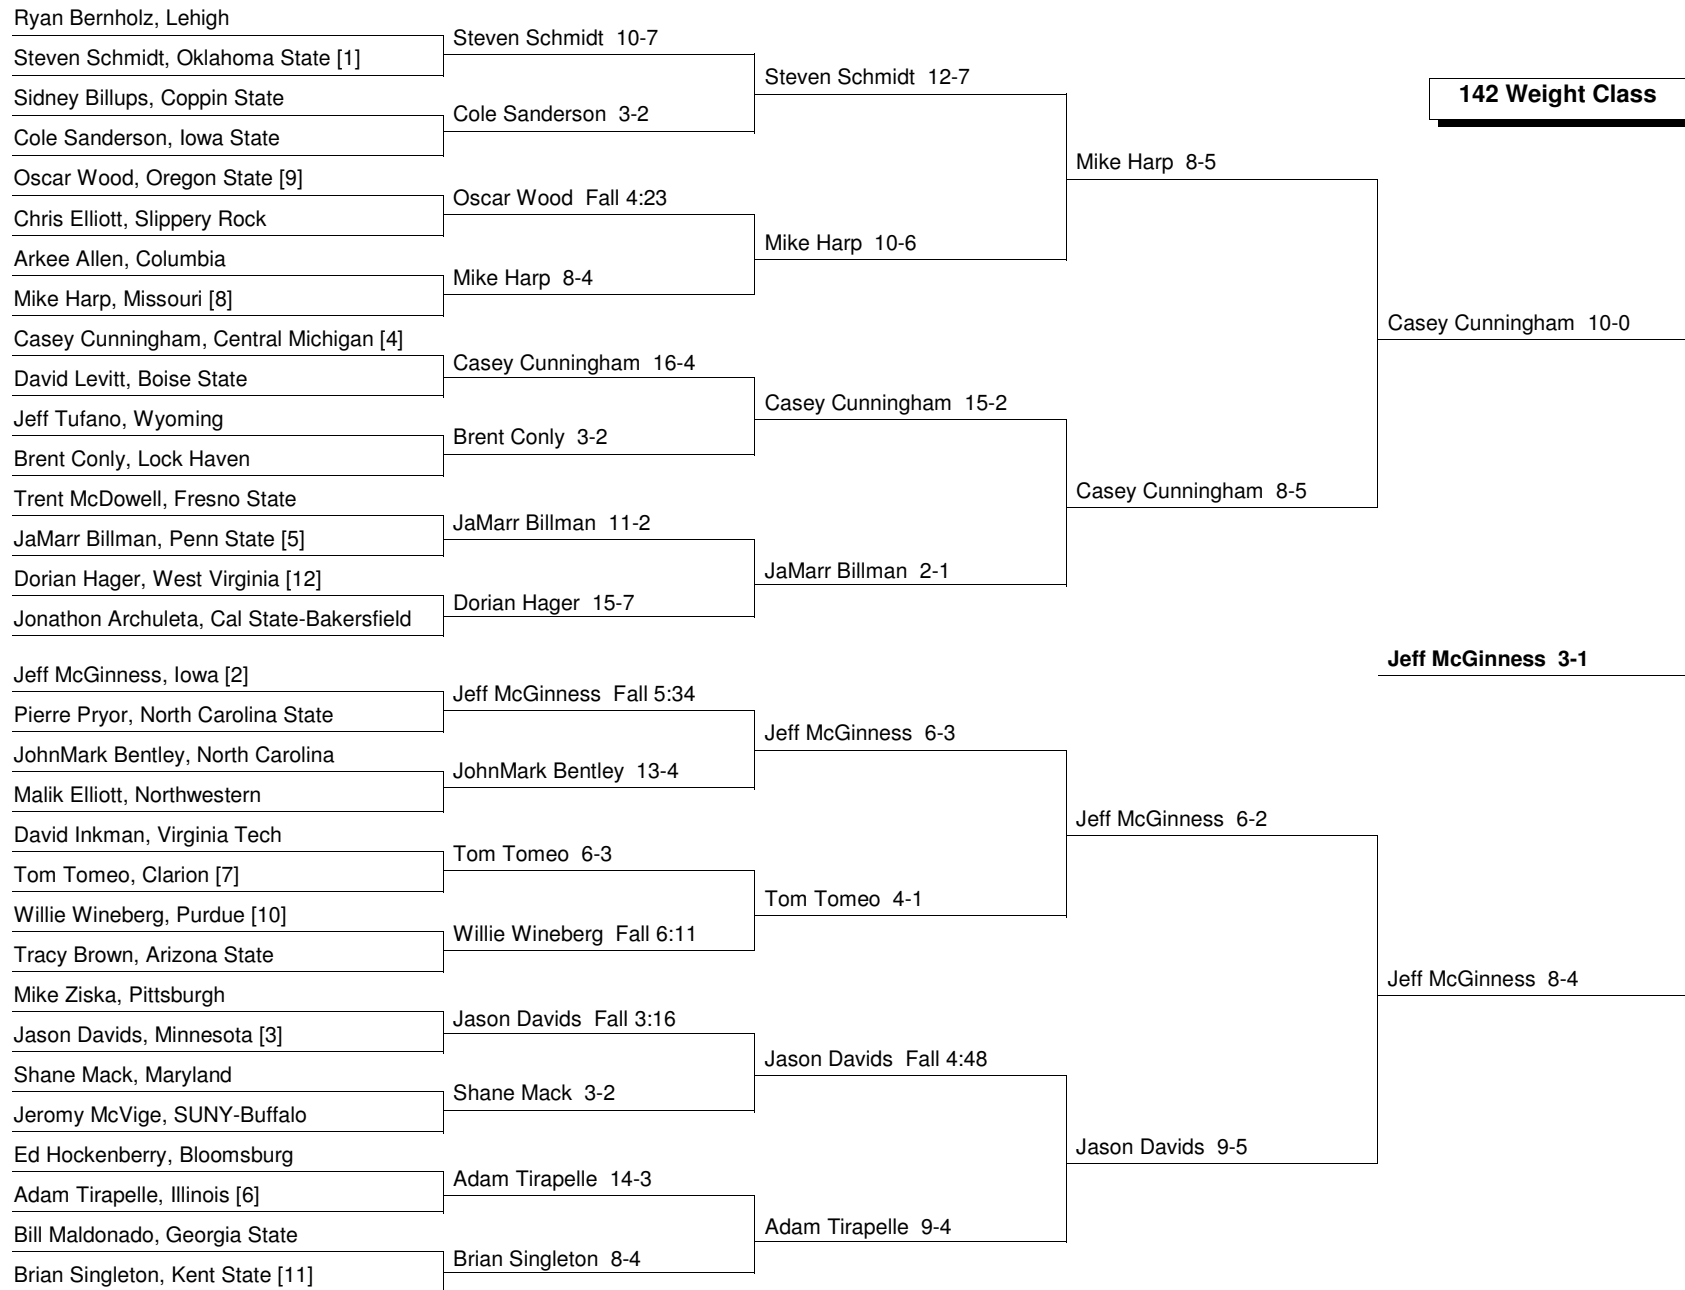 142 Weight Class
Ryan Bernholz, Lehigh
Steven Schmidt, Oklahoma State [1]
Sidney Billups, Coppin State
Cole Sanderson, Iowa State
Oscar Wood, Oregon State [9]
Chris Elliott, Slippery Rock
Arkee Allen, Columbia
Mike Harp, Missouri [8]
Casey Cunningham, Central Michigan [4]
David Levitt, Boise State
Jeff Tufano, Wyoming
Brent Conly, Lock Haven
Trent McDowell, Fresno State
JaMarr Billman, Penn State [5]
Dorian Hager, West Virginia [12]
Jonathon Archuleta, Cal State-Bakersfield
Jeff McGinness, Iowa [2]
Pierre Pryor, North Carolina State
JohnMark Bentley, North Carolina
Malik Elliott, Northwestern
David Inkman, Virginia Tech
Tom Tomeo, Clarion [7]
Willie Wineberg, Purdue [10]
Tracy Brown, Arizona State
Mike Ziska, Pittsburgh
Jason Davids, Minnesota [3]
Shane Mack, Maryland
Jeromy McVige, SUNY-Buffalo
Ed Hockenberry, Bloomsburg
Adam Tirapelle, Illinois [6]
Bill Maldonado, Georgia State
Brian Singleton, Kent State [11]
Steven Schmidt 10-7
Cole Sanderson 3-2
Oscar Wood Fall 4:23
Mike Harp 8-4
Casey Cunningham 16-4
Brent Conly 3-2
JaMarr Billman 11-2
Dorian Hager 15-7
Jeff McGinness Fall 5:34
JohnMark Bentley 13-4
Tom Tomeo 6-3
Willie Wineberg Fall 6:11
Jason Davids Fall 3:16
Shane Mack 3-2
Adam Tirapelle 14-3
Brian Singleton 8-4
Steven Schmidt 12-7
Mike Harp 10-6
Casey Cunningham 15-2
JaMarr Billman 2-1
Jeff McGinness 6-3
Tom Tomeo 4-1
Jason Davids Fall 4:48
Adam Tirapelle 9-4
Mike Harp 8-5
Casey Cunningham 8-5
Jeff McGinness 6-2
Jason Davids 9-5
Casey Cunningham 10-0
Jeff McGinness 8-4
Jeff McGinness 3-1